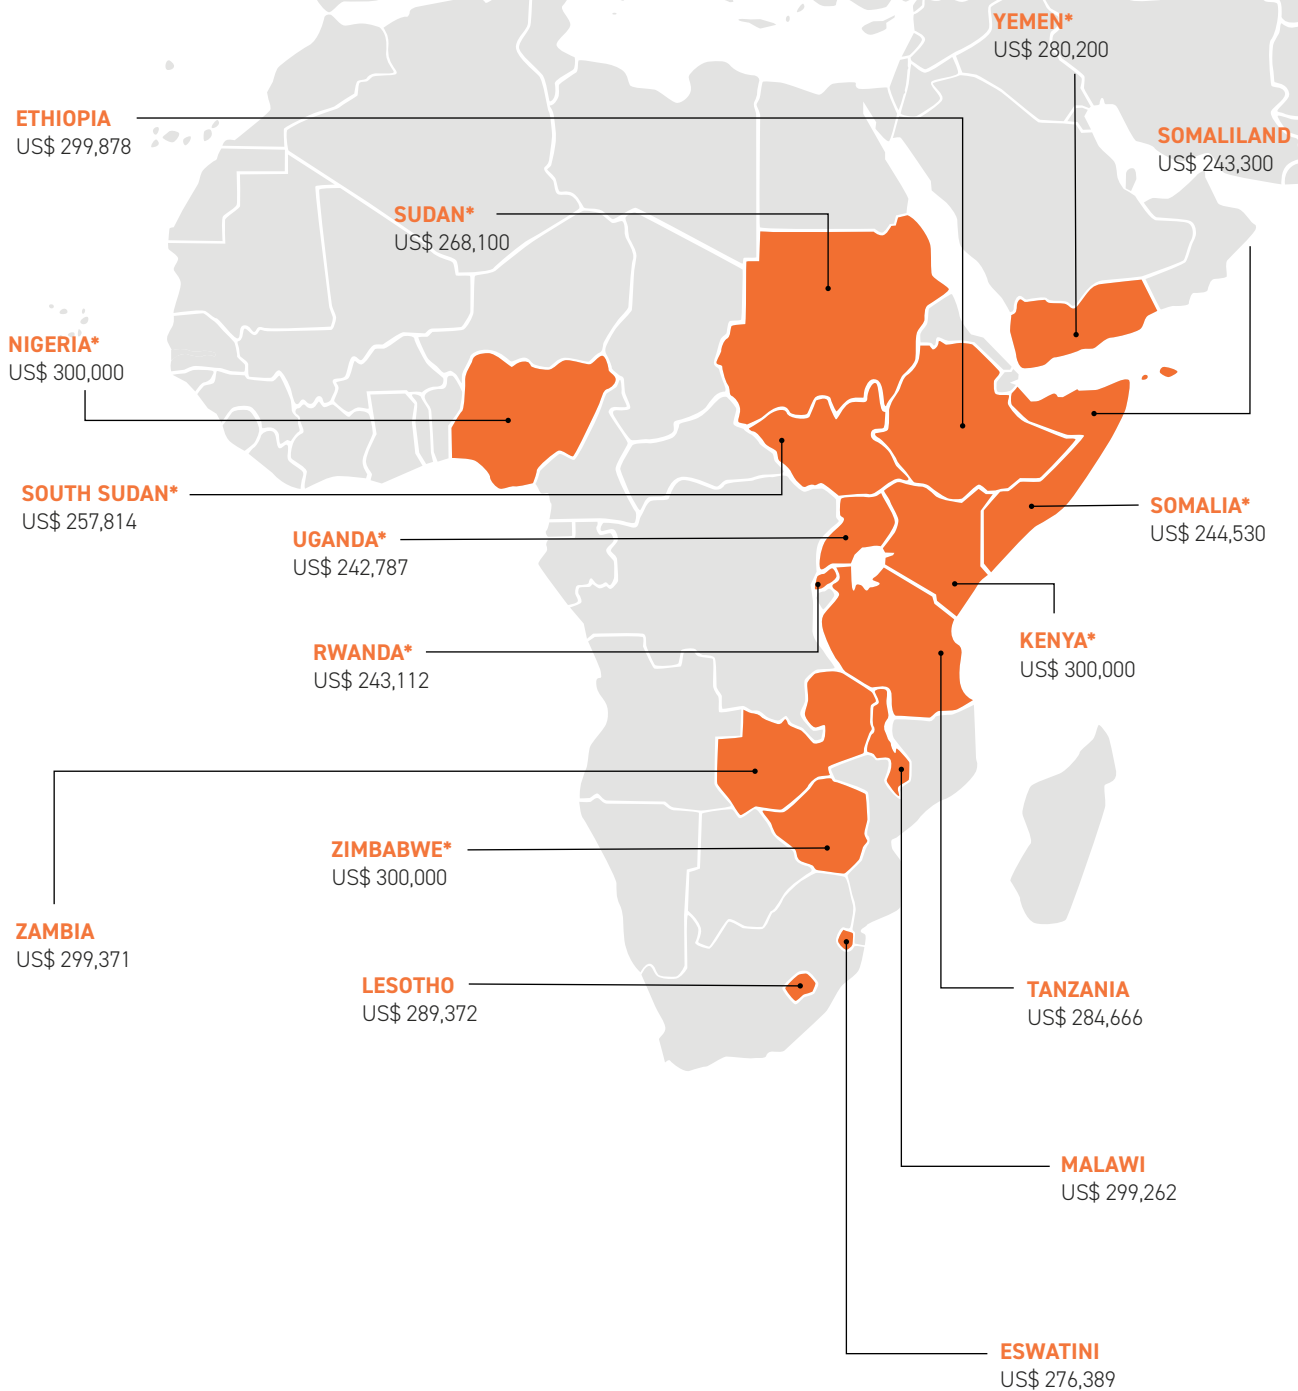 YEMEN*
US$ 280,200
ETHIOPIA
US$ 299,878
SOMALILAND
US$ 243,300
SUDAN*
US$ 268,100
NIGERIA*
US$ 300,000
SOUTH SUDAN*
US$ 257,814
SOMALIA*
US$ 244,530
UGANDA*
US$ 242,787
RWANDA*
US$ 243,112
KENYA*
US$ 300,000
ZIMBABWE*
US$ 300,000
ZAMBIA
US$ 299,371
LESOTHO
US$ 289,372
TANZANIA
US$ 284,666
MALAWI
US$ 299,262
ESWATINI
US$ 276,389